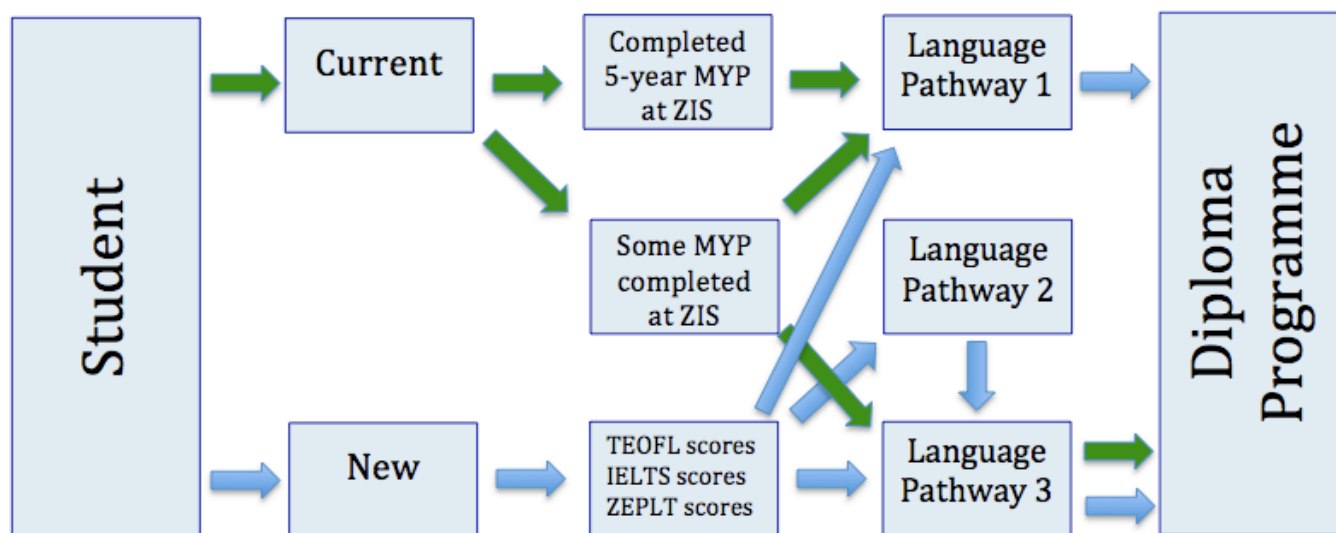 Student
Current
Completed
5-year MYP
at ZIS
Language
Pathway 1
Some MYP
completed
at ZIS
Language
Pathway 2
New
TEOFL scores
IELTS scores
ZEPLT scores
Language
Pathway 3
Diploma
Programme